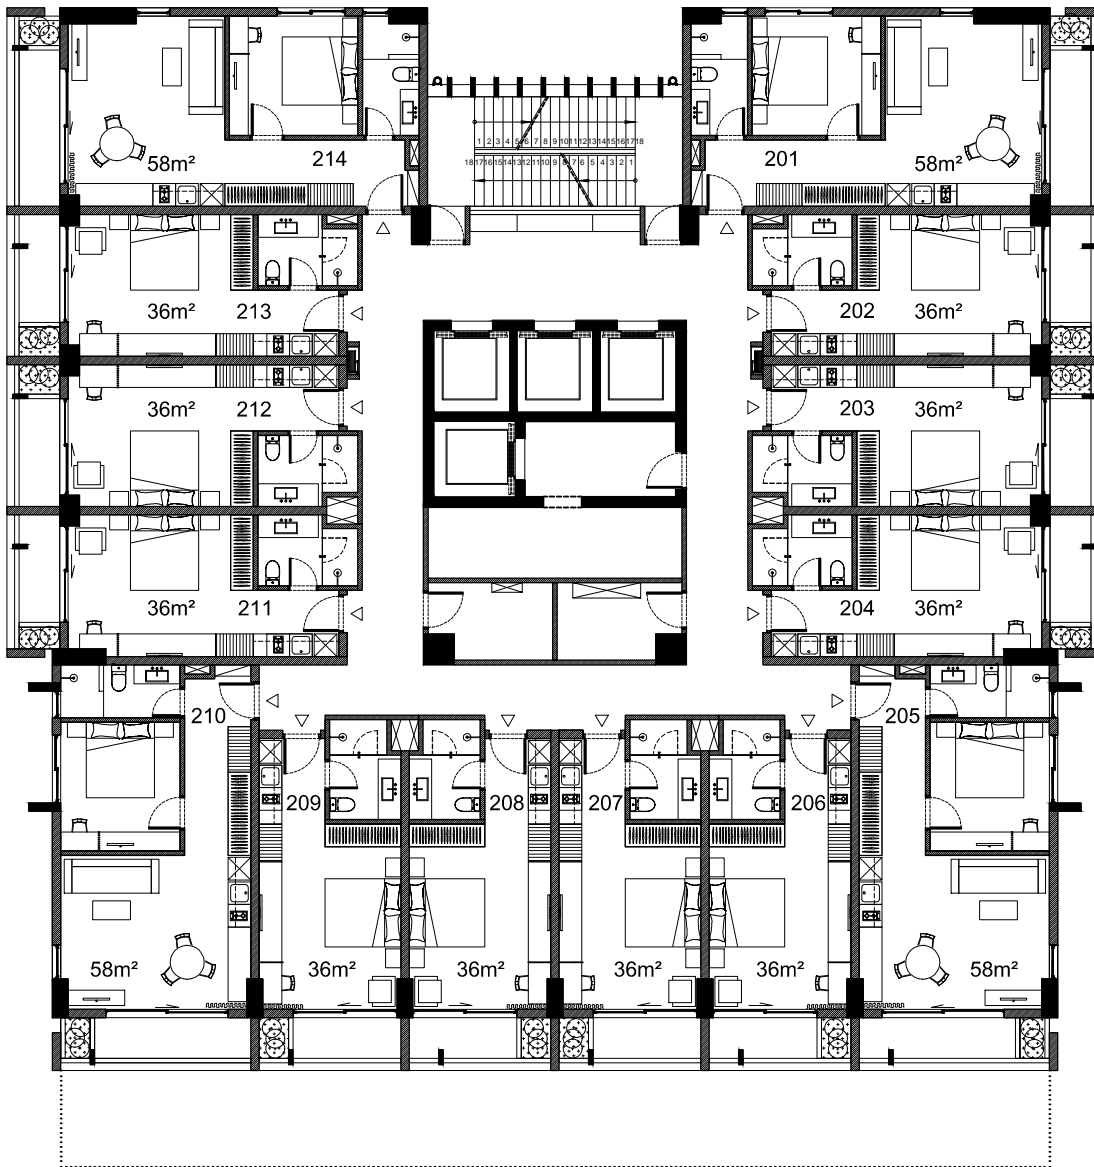 1 2 3 4 5 6 7 8 9 10 11 12 13 14 15 16 17 18
18 17 16 15 14 13 12 11 10 9 8 7 6 5 4 3 2 1
58m² 214 201 58m²
36m² 213 202 36m²
36m² 212 203 36m²
36m² 211 204 36m²
210 205
209 208 207 206
58m² 36m² 36m² 36m² 36m² 58m²